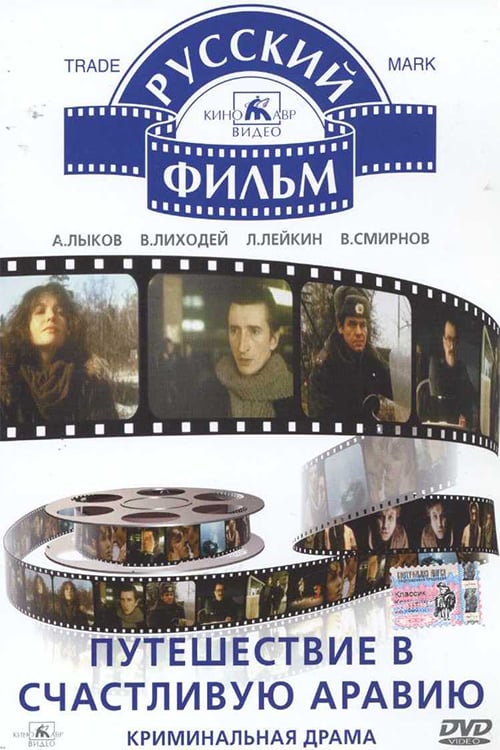 TRADE
MARK
РУССКИЙ
КИНО АВР
ВИДЕО
ФИЛЬМ
А.ЛЫКОВ В.ЛИХОДЕЙ Л.ЛЕЙКИН В.СМИРНОВ
Классик
ПУТЕШЕСТВИЕ В
СЧАСТЛИВУЮ АРАВИЮ
КРИМИНАЛЬНАЯ ДРАМА
КИНО АВР
ВИДЕО
DVD
VIDEO